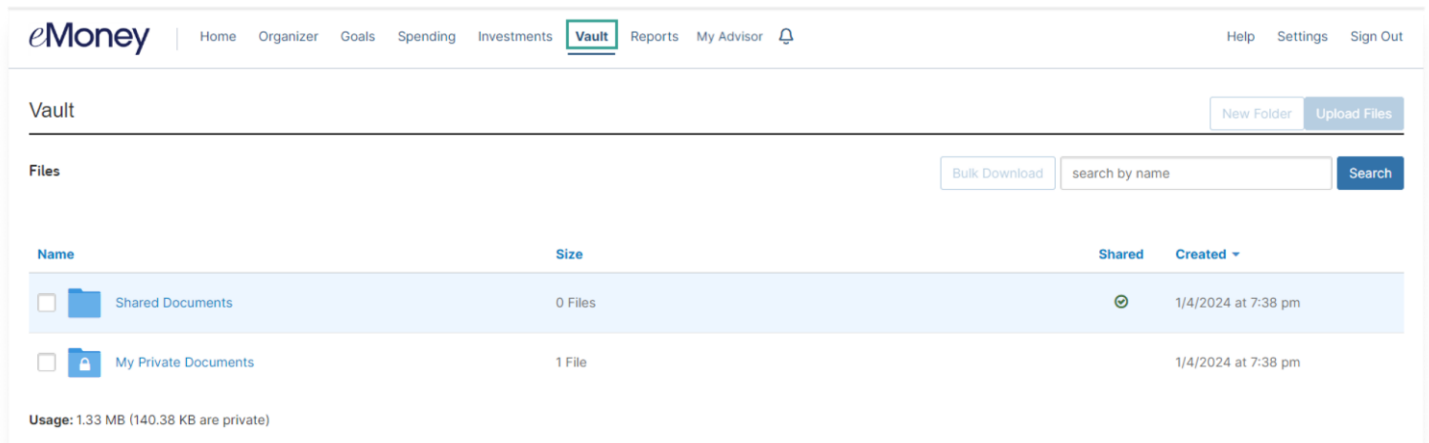 eMoney Home Organizer Goals Spending Investments Vault Reports My Advisor Help Settings Sign Out
Vault New Folder Upload Files
Files Bulk Download search by name Search
Name Size Shared Created
Shared Documents 0 Files 1/4/2024 at 7:38 pm
My Private Documents 1 File 1/4/2024 at 7:38 pm
Usage: 1.33 MB (140.38 KB are private)